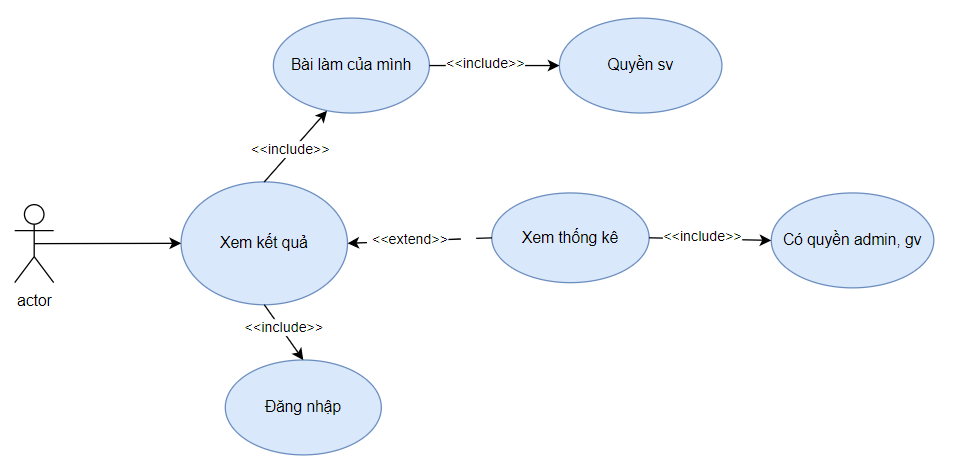 Bài làm của mình
<<include>>
Quyền sv
<<include>>
Xem kết quả
<<extend>>
Xem thống kê
<<include>>
Có quyền admin, gv
actor
<<include>>
Đăng nhập